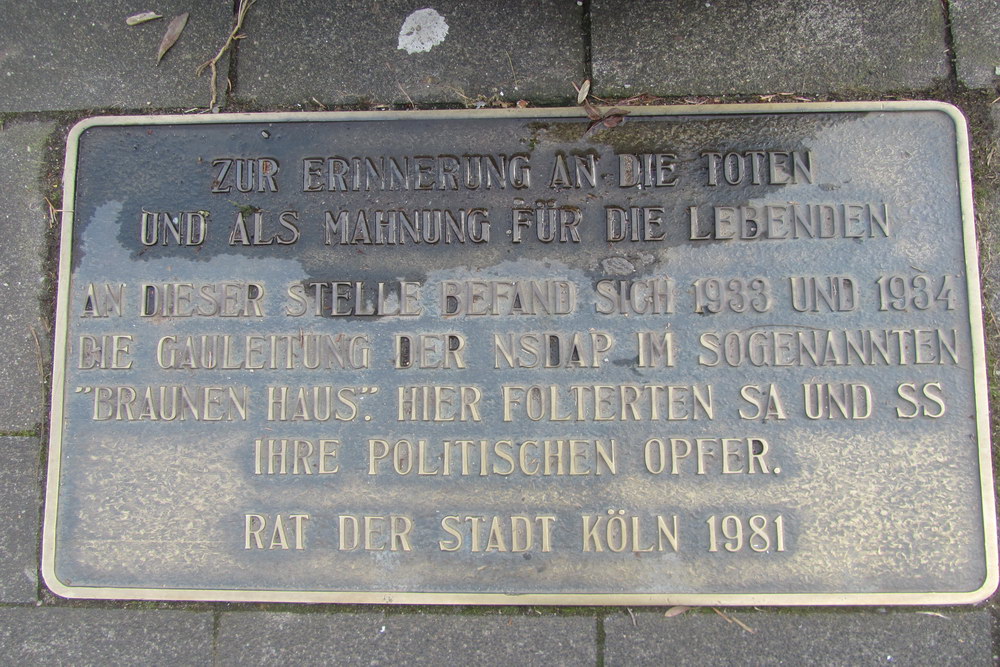 ZUR ERINNERUNG AN DIE TOTEN
UND ALS MAHNUNG FÜR DIE LEBENDEN
AN DIESER STELLE BEFAND SICH 1933 UND 1934
DIE GAULEITUNG DER NSDAP IM SOGENANNTEN
"BRAUNEN HAUS". HIER FOLTERTEN SA UND SS
IHRE POLITISCHEN OPFER.
RAT DER STADT KÖLN 1981